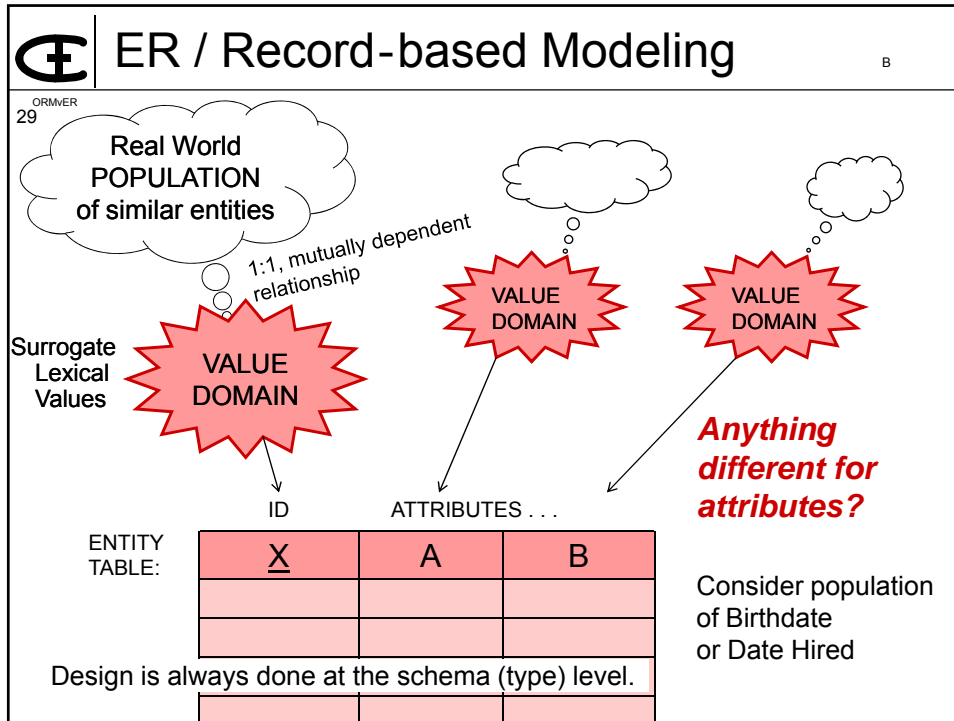 ER / Record-based Modeling
B
ORMvER
29
Real World
POPULATION
of similar entities
1:1, mutually dependent
relationship
Surrogate
Lexical
Values
VALUE
DOMAIN
VALUE
DOMAIN
VALUE
DOMAIN
Anything
different for
attributes?
ID
ATTRIBUTES . . .
ENTITY
TABLE:
X
A
B
Consider population
of Birthdate
or Date Hired
Design is always done at the schema (type) level.